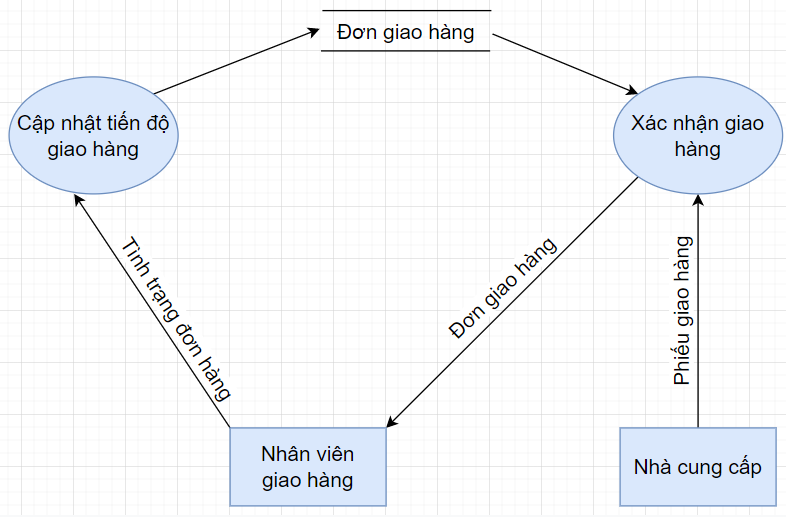 Đơn giao hàng
Cập nhật tiến độ
giao hàng
Xác nhận giao
hàng
Tình trạng đơn hàng
Đơn giao hàng
Phiếu giao hàng
Nhân viên
giao hàng
Nhà cung cấp